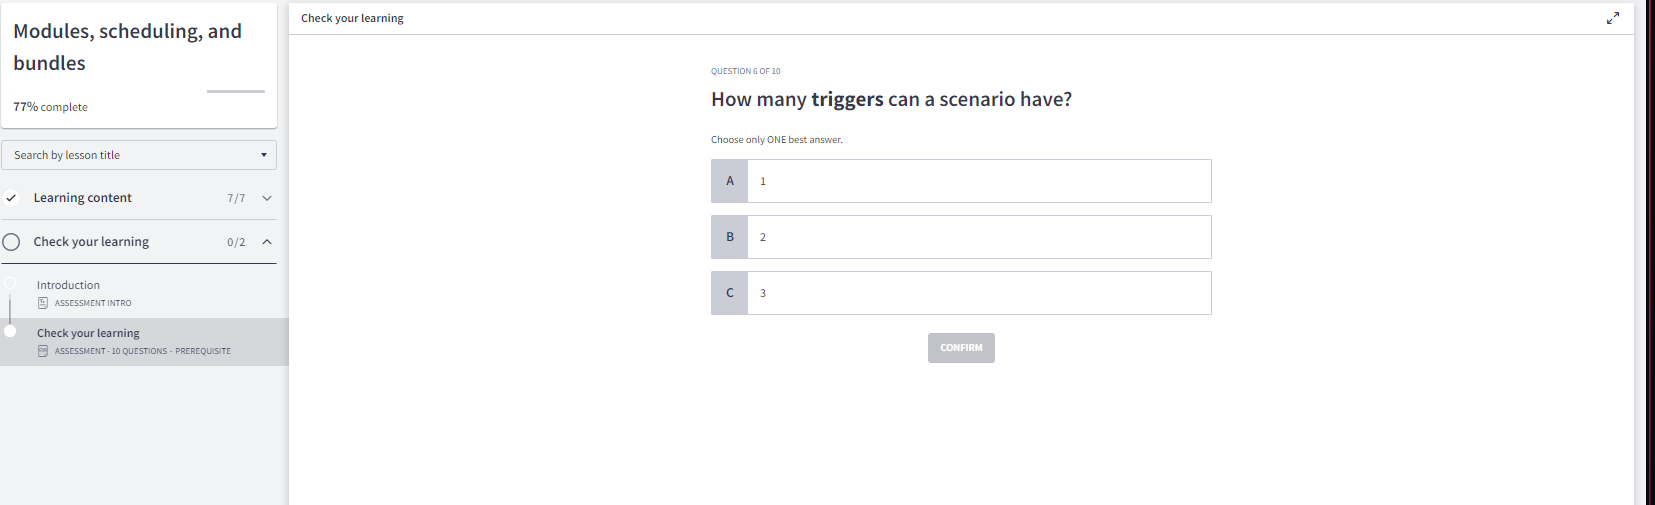 Modules, scheduling, and
bundles
77% complete
Search by lesson title
Learning content 7/7
Check your learning 0/2
Introduction
ASSESSMENT INTRO
Check your learning
ASSESSMENT · 10 QUESTIONS · PREREQUISITE
Check your learning
QUESTION 6 OF 10
How many triggers can a scenario have?
Choose only ONE best answer.
A 1
B 2
C 3
CONFIRM